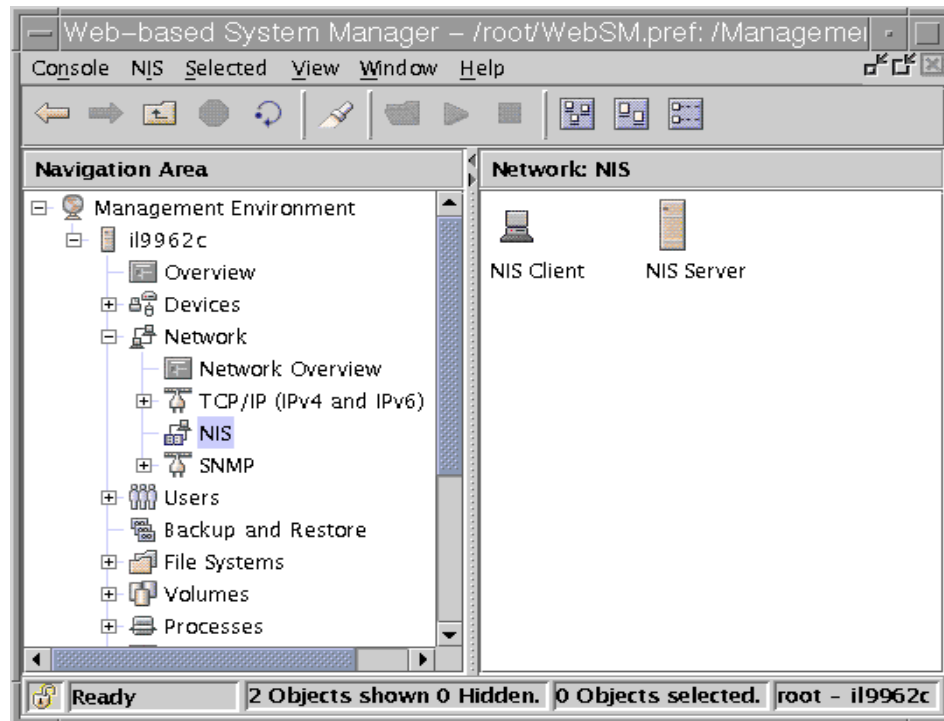 Web-based System Manager - /root/WebSM.pref: /Managemei
Console NIS Selected View Window Help
Navigation Area
Network: NIS
Management Environment
il9962c
Overview
Devices
Network
Network Overview
TCP/IP (IPv4 and IPv6)
NIS
SNMP
Users
Backup and Restore
File Systems
Volumes
Processes
NIS Client
NIS Server
Ready
2 Objects shown 0 Hidden.
0 Objects selected.
root - il9962c